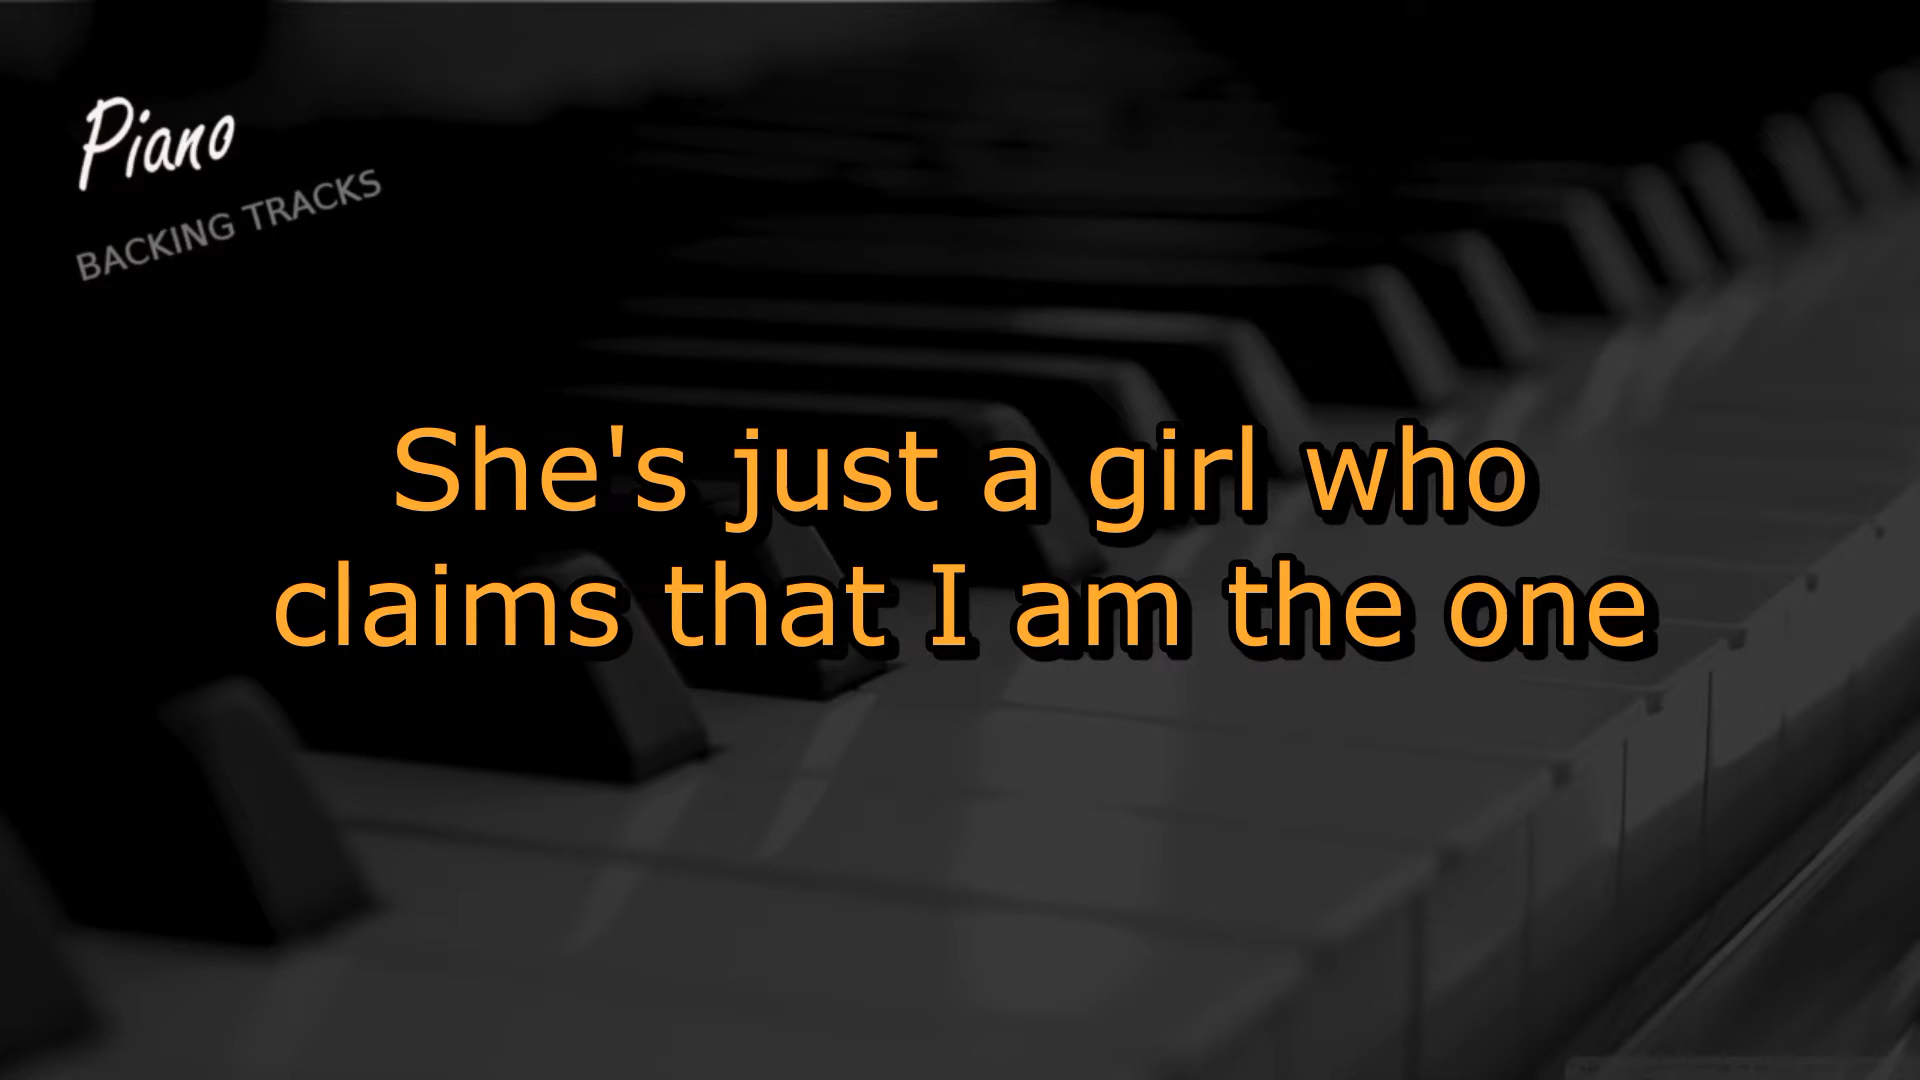 Piano
BACKING TRACKS
She's just a girl who
claims that I am the one